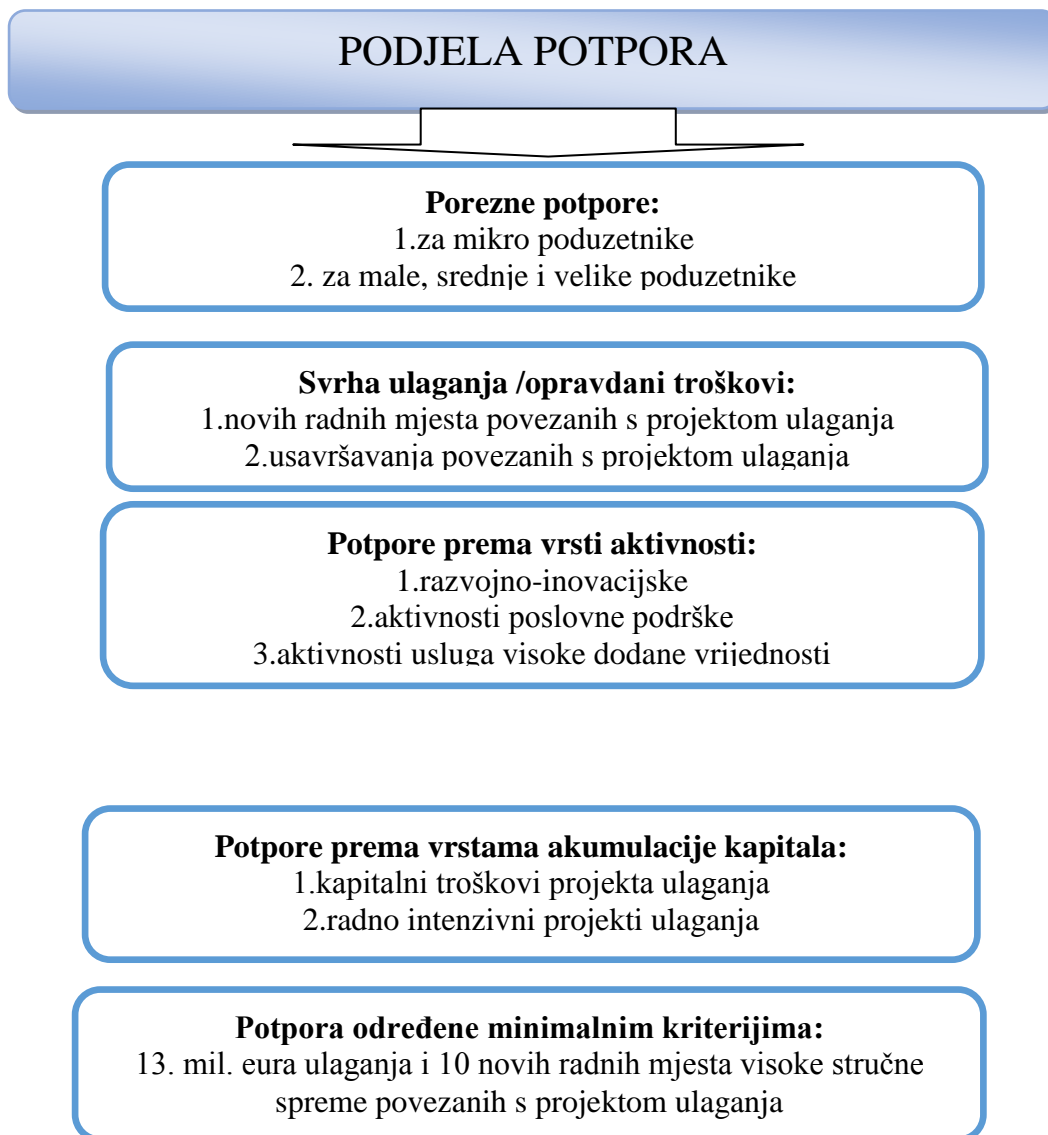 PODJELA POTPORA
Porezne potpore:
1.za mikro poduzetnike
2. za male, srednje i velike poduzetnike
Svrha ulaganja /opravdani troškovi:
1.novih radnih mjesta povezanih s projektom ulaganja
2.usavršavanja povezanih s projektom ulaganja
Potpore prema vrsti aktivnosti:
1.razvojno-inovacijske
2.aktivnosti poslovne podrške
3.aktivnosti usluga visoke dodane vrijednosti
Potpore prema vrstama akumulacije kapitala:
1.kapitalni troškovi projekta ulaganja
2.radno intenzivni projekti ulaganja
Potpora određene minimalnim kriterijima:
13. mil. eura ulaganja i 10 novih radnih mjesta visoke stručne
spreme povezanih s projektom ulaganja